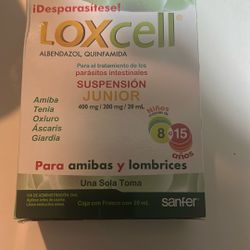 ¡Desparasítese!
LOXcell
ALBENDAZOL, QUINFAMIDA
Para el tratamiento de los
parásitos intestinales
SUSPENSIÓN
JUNIOR
400 mg / 200 mg / 20 mL
Amiba
Tenia
Oxiuro
Áscaris
Giardia
Niños
8 a 15
años
Para amibas y lombrices
Una Sola Toma
Caja con Frasco con 20 mL
sanfer